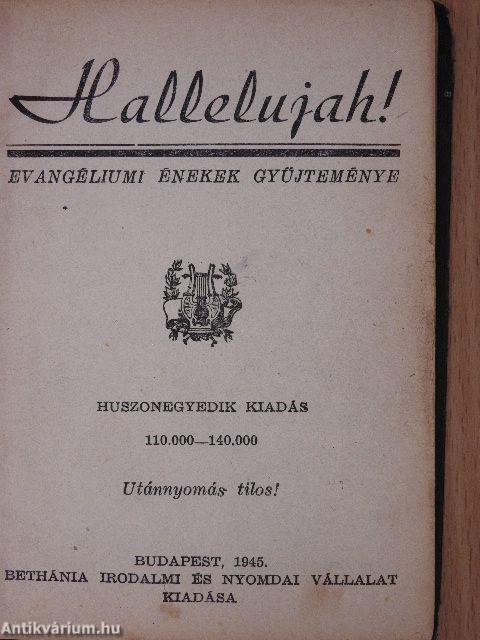 Hallelujah!
EVANGÉLIUMI ÉNEKEK GYŰJTEMÉNYE
HUSZONEGYEDIK KIADÁS
110.000—140.000
Utánnyomás tilos!
BUDAPEST, 1945.
BETHÁNIA IRODALMI ÉS NYOMDAI VÁLLALAT
KIADÁSA
Antikvárium.hu